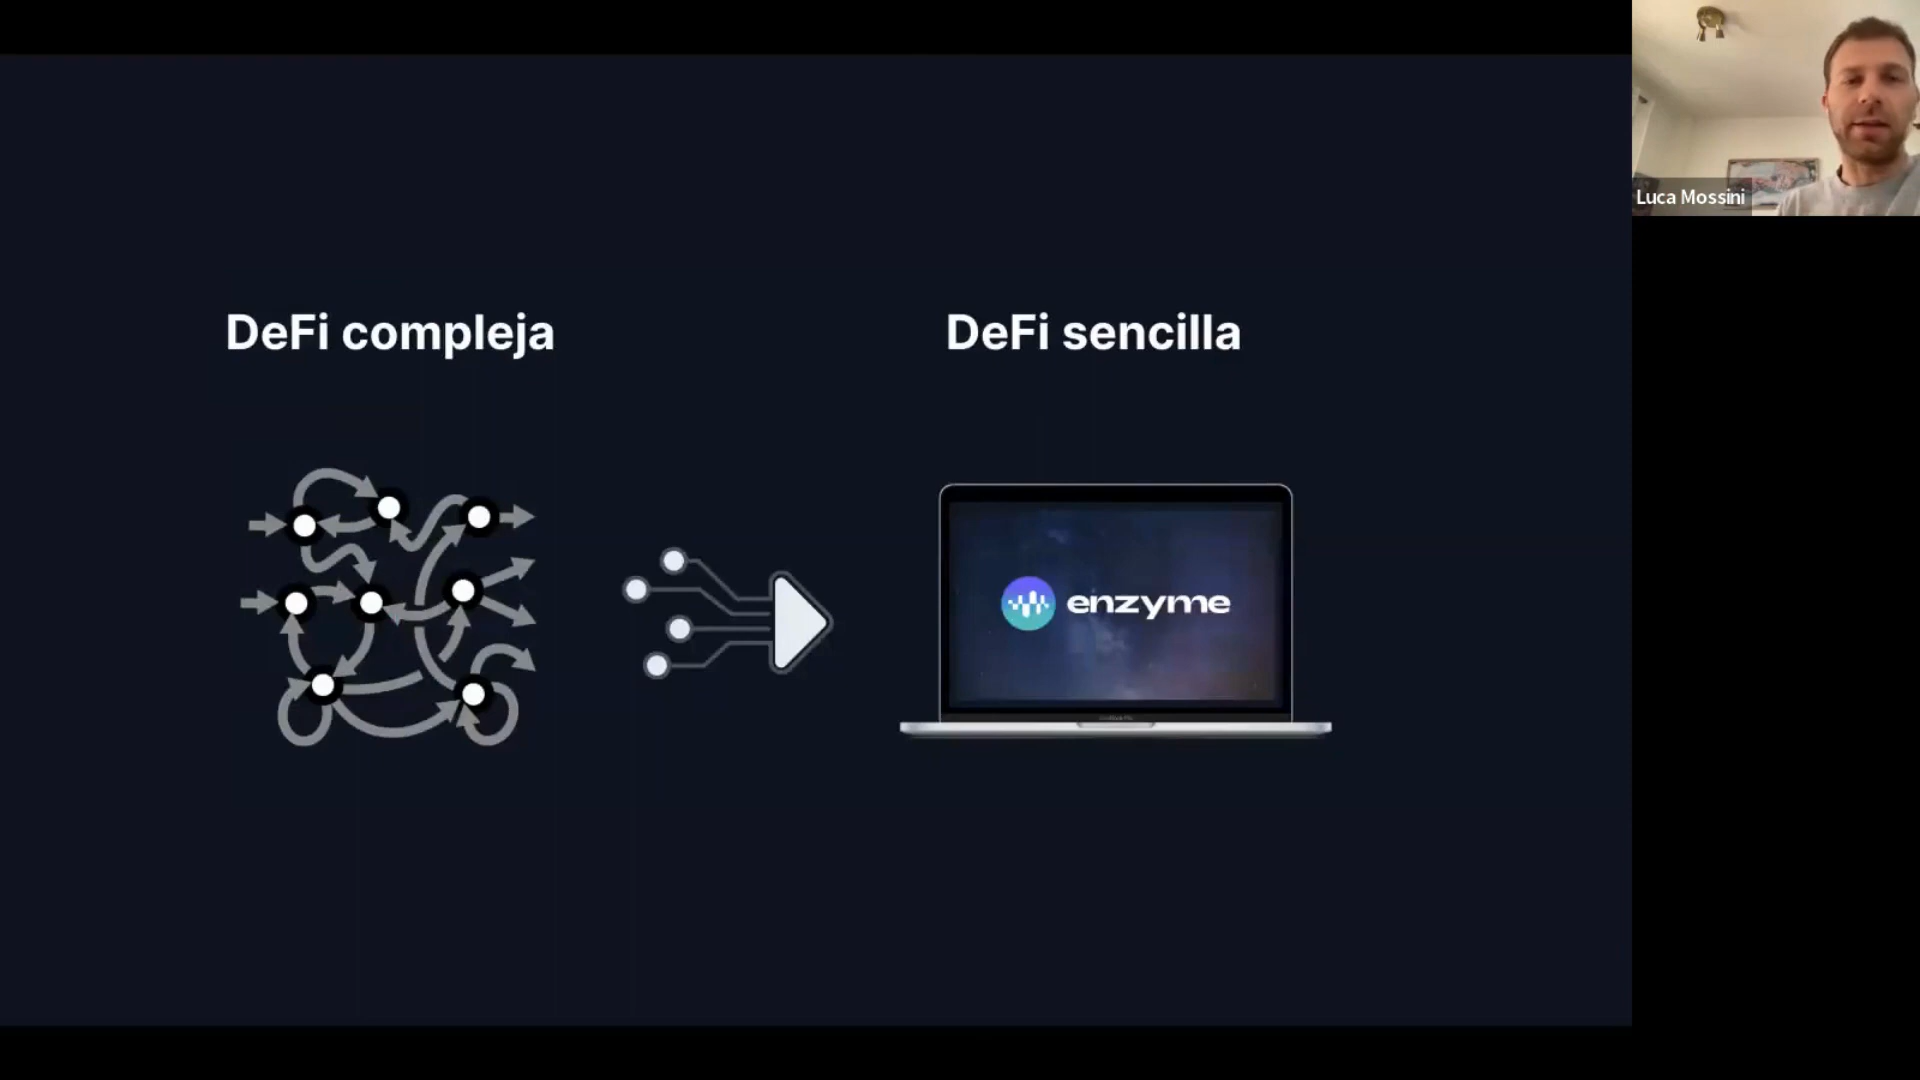 DeFi compleja
DeFi sencilla
enzyme
Luca Mossini